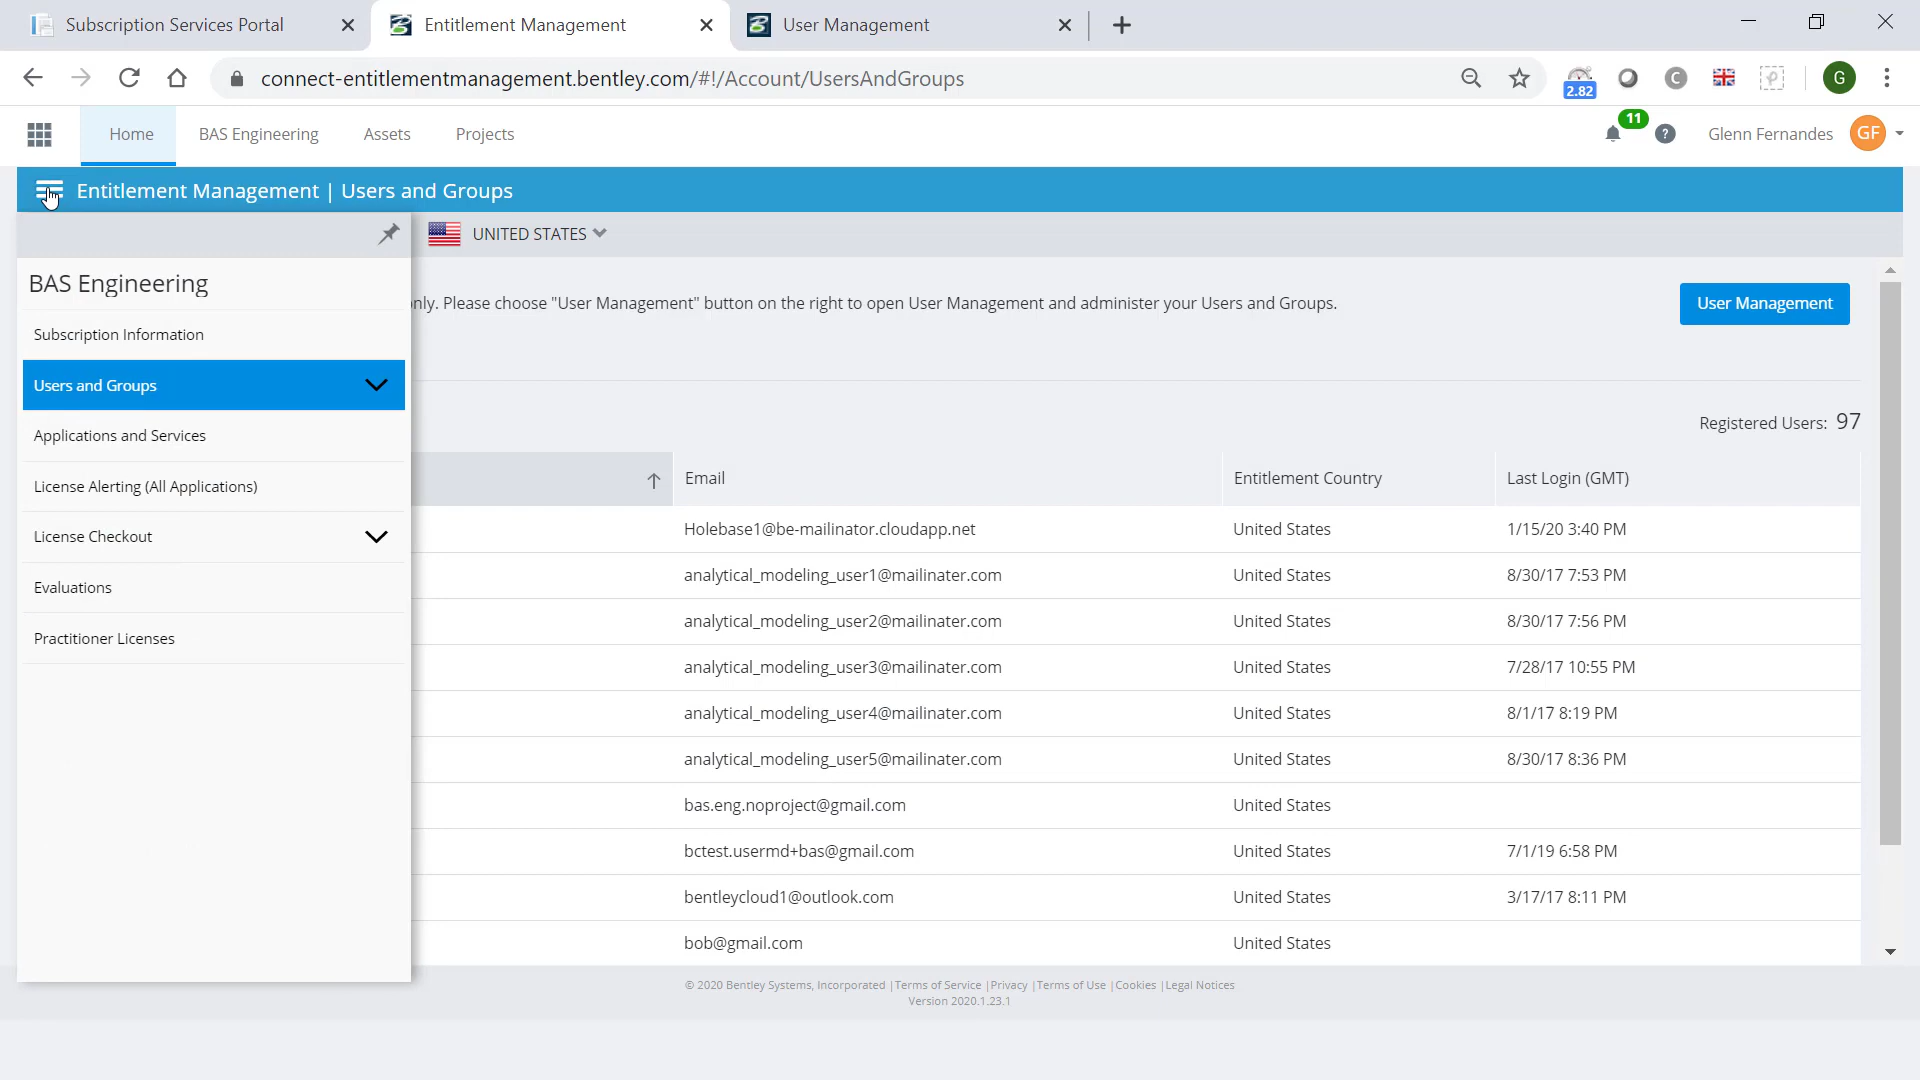 Subscription Services Portal
Entitlement Management
User Management
connect-entitlementmanagement.bentley.com/#!/Account/UsersAndGroups
2.82
C
G
Home
BAS Engineering
Assets
Projects
11
?
Glenn Fernandes
GF
Entitlement Management | Users and Groups
UNITED STATES
BAS Engineering
Subscription Information
Users and Groups
Applications and Services
License Alerting (All Applications)
License Checkout
Evaluations
Practitioner Licenses
only. Please choose "User Management" button on the right to open User Management and administer your Users and Groups.
User Management
Registered Users: 97
Email Entitlement Country Last Login (GMT)
Holebase1@be-mailinator.cloudapp.net United States 1/15/20 3:40 PM
analytical_modeling_user1@mailinater.com United States 8/30/17 7:53 PM
analytical_modeling_user2@mailinater.com United States 8/30/17 7:56 PM
analytical_modeling_user3@mailinater.com United States 7/28/17 10:55 PM
analytical_modeling_user4@mailinater.com United States 8/1/17 8:19 PM
analytical_modeling_user5@mailinater.com United States 8/30/17 8:36 PM
bas.eng.noproject@gmail.com United States
bctest.usermd+bas@gmail.com United States 7/1/19 6:58 PM
bentleycloud1@outlook.com United States 3/17/17 8:11 PM
bob@gmail.com United States
© 2020 Bentley Systems, Incorporated |Terms of Service |Privacy |Terms of Use |Cookies |Legal Notices
Version 2020.1.23.1